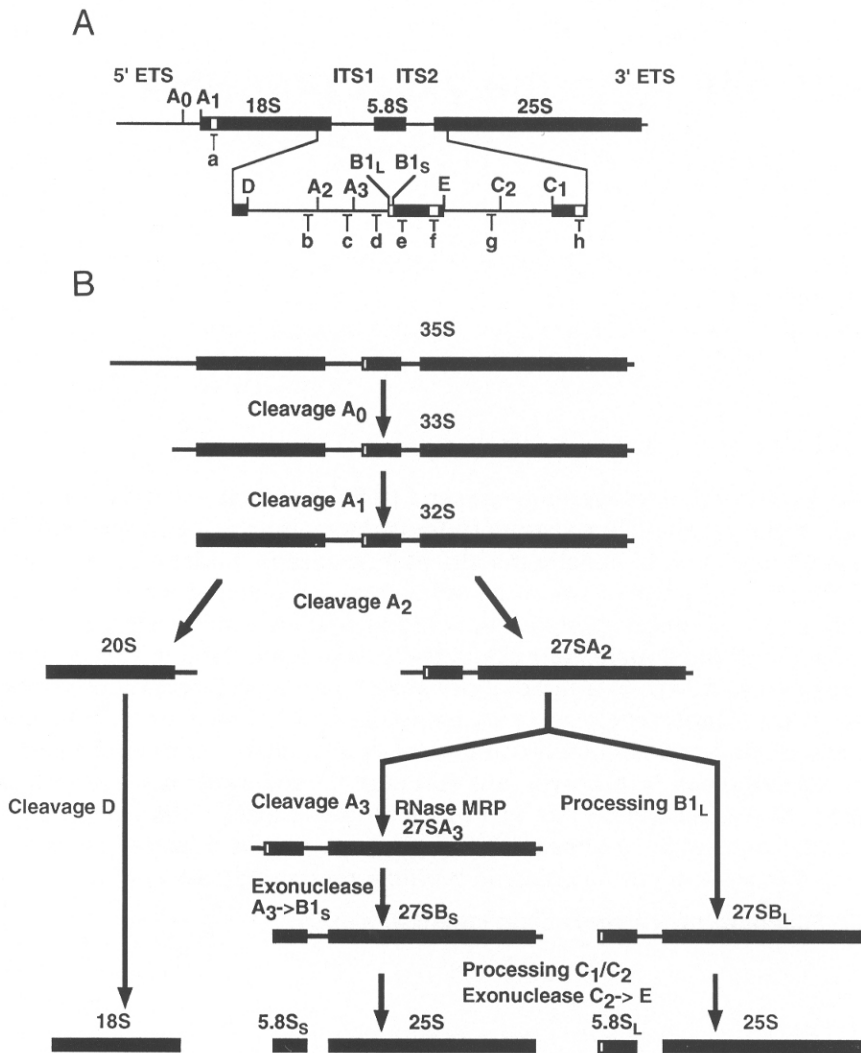 A
5' ETS ITS1 ITS2 3' ETS
A0 A1 18S 5.8S 25S
a
B1L B1S
D A2 A3 E C2 C1
b c d e f g h
B
35S
Cleavage A0
33S
Cleavage A1
32S
Cleavage A2
20S 27SA2
Cleavage D
Cleavage A3 RNase MRP Processing B1L
27SA3
Exonuclease
A3->B1S 27SBS 27SBL
Processing C1/C2
Exonuclease C2-> E
18S 5.8SS 25S 5.8SL 25S